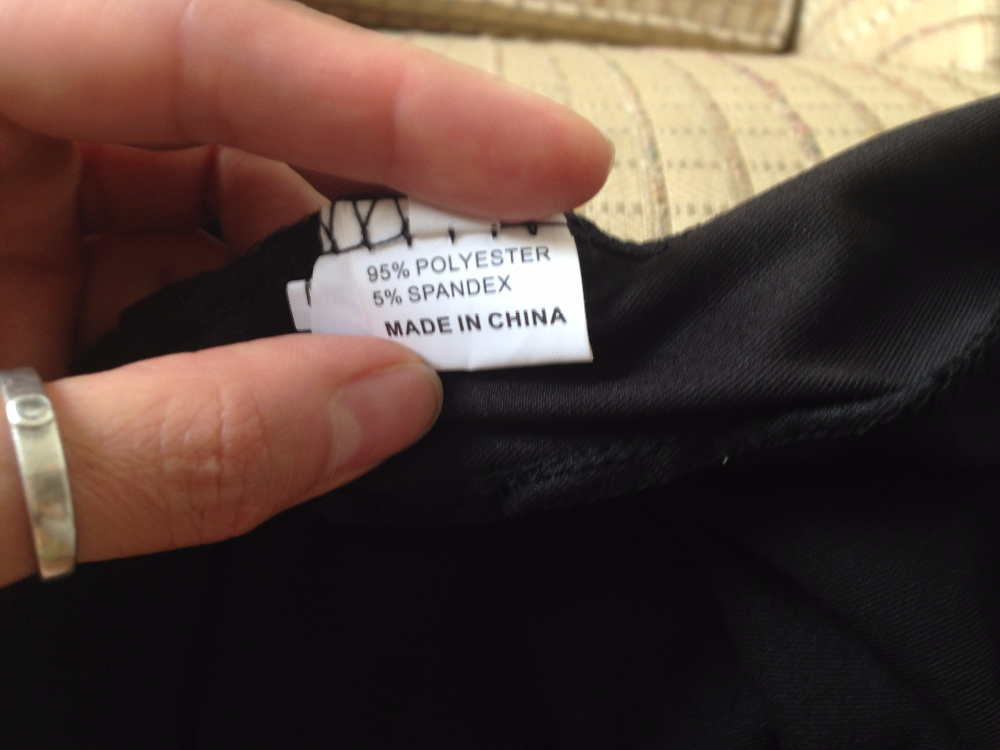 95% POLYESTER
5% SPANDEX
MADE IN CHINA